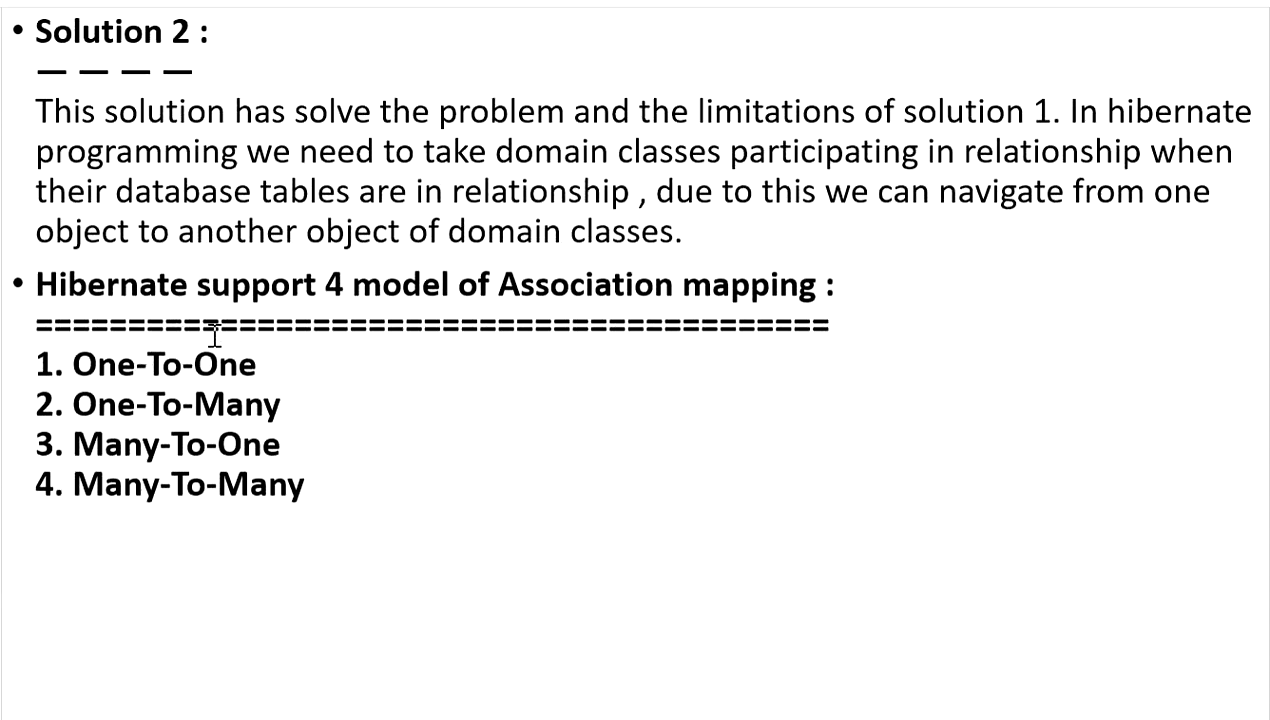 • Solution 2 :
— — — —
This solution has solve the problem and the limitations of solution 1. In hibernate
programming we need to take domain classes participating in relationship when
their database tables are in relationship , due to this we can navigate from one
object to another object of domain classes.
• Hibernate support 4 model of Association mapping :
===========================================
1. One-To-One
2. One-To-Many
3. Many-To-One
4. Many-To-Many